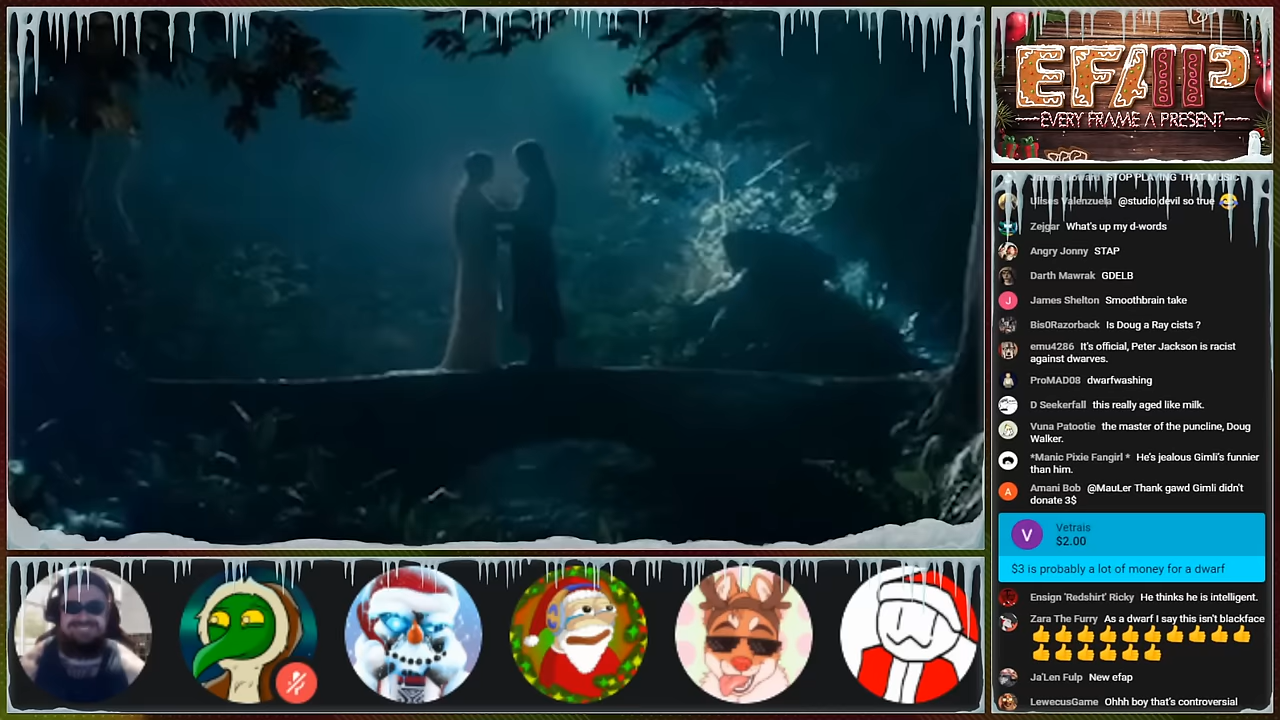 EFAP
EVERY FRAME A PRESENT
STOP PLAYING THAT MUSIC
Ulises Valenzuela @studio devil so true 😂
Zejgar What's up my d-words
Angry Jonny STAP
Darth Mawrak GDELB
J
James Shelton Smoothbrain take
Bis0Razorback Is Doug a Ray cists ?
emu4286 It's official, Peter Jackson is racist
against dwarves.
ProMAD08 dwarfwashing
D Seekerfall this really aged like milk.
Vuna Patootie the master of the puncline, Doug
Walker.
*Manic Pixie Fangirl * He's jealous Gimli's funnier
than him.
A
Amani Bob @MauLer Thank gawd Gimli didn't
donate 3$
V
Vetrais
$2.00
$3 is probably a lot of money for a dwarf
Ensign 'Redshirt' Ricky He thinks he is intelligent.
Zara The Furry As a dwarf I say this isn't blackface
👍👍👍👍👍👍👍👍👍👍
👍👍👍👍👍👍
Ja'Len Fulp New efap
LewecusGame Ohhh boy that's controversial